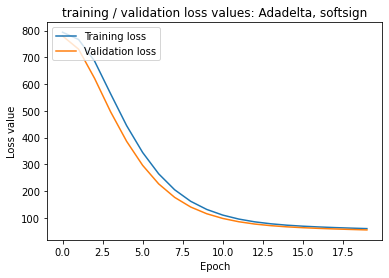 training / validation loss values: Adadelta, softsign
Training loss
Validation loss
800
700
600
500
400
300
200
100
Loss value
0.0 2.5 5.0 7.5 10.0 12.5 15.0 17.5
Epoch